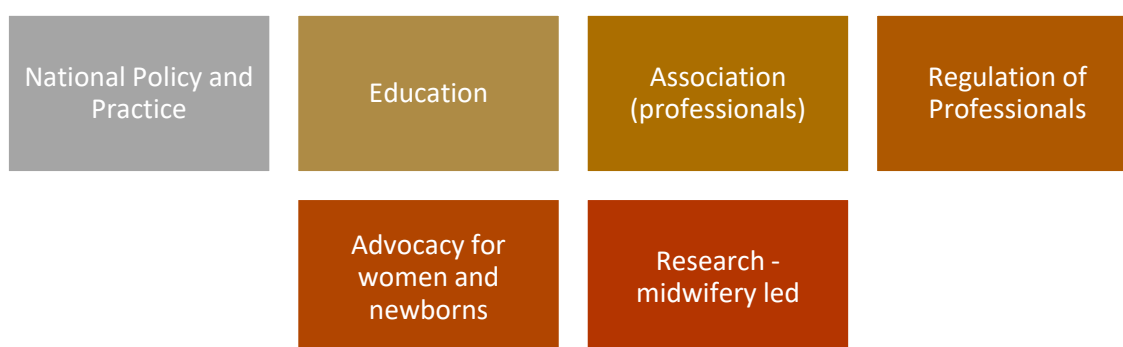 National Policy and
Practice
Education
Association
(professionals)
Regulation of
Professionals
Advocacy for
women and
newborns
Research -
midwifery led